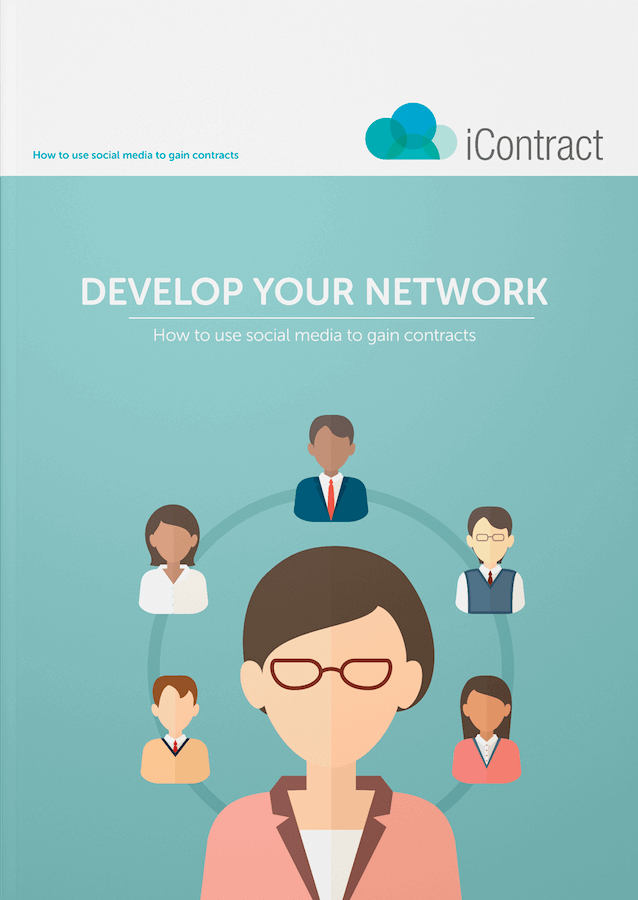 How to use social media to gain contracts
iContract
DEVELOP YOUR NETWORK
How to use social media to gain contracts